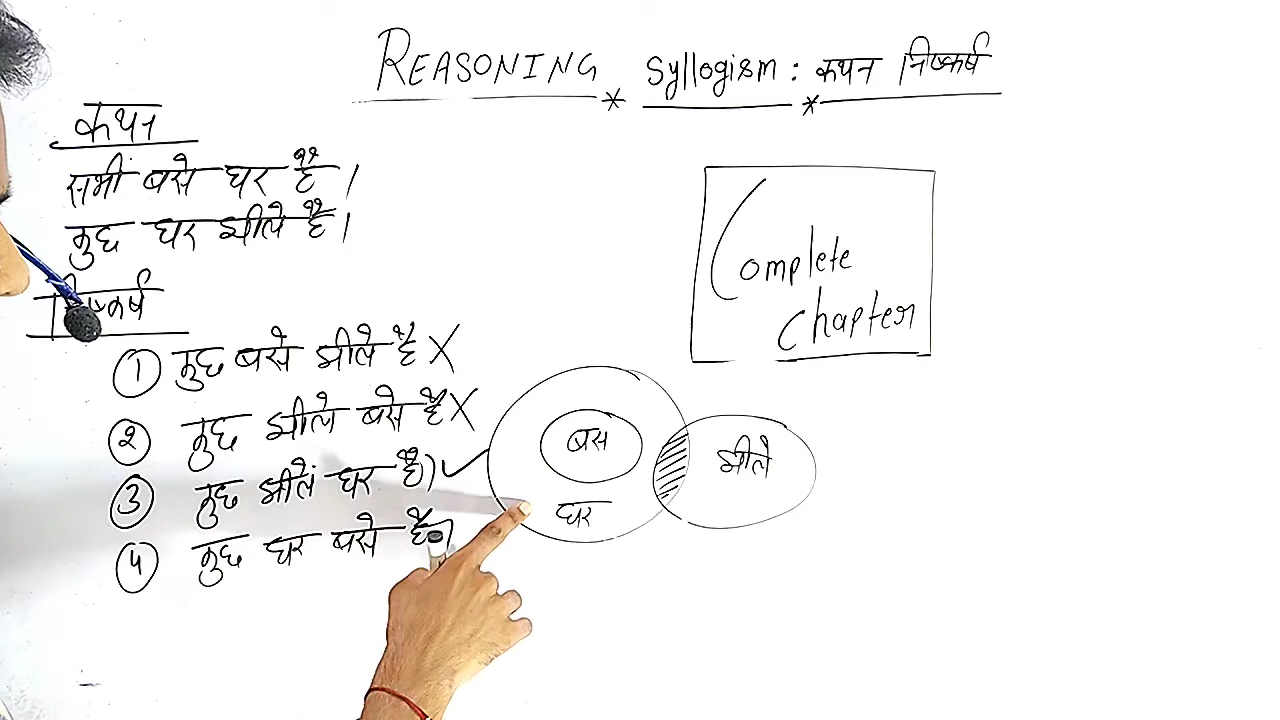 REASONING * Syllogism : * कथन निष्कर्ष
कथन
सभी बसे घर है।
कुछ घर झीले है।
निष्कर्ष
① कुछ बसे झीले है X
② कुछ झीले बसे है X
③ कुछ झीलें घर है। ✓
④ कुछ घर बसे है।
Complete
Chapter
बस
घर
झीले